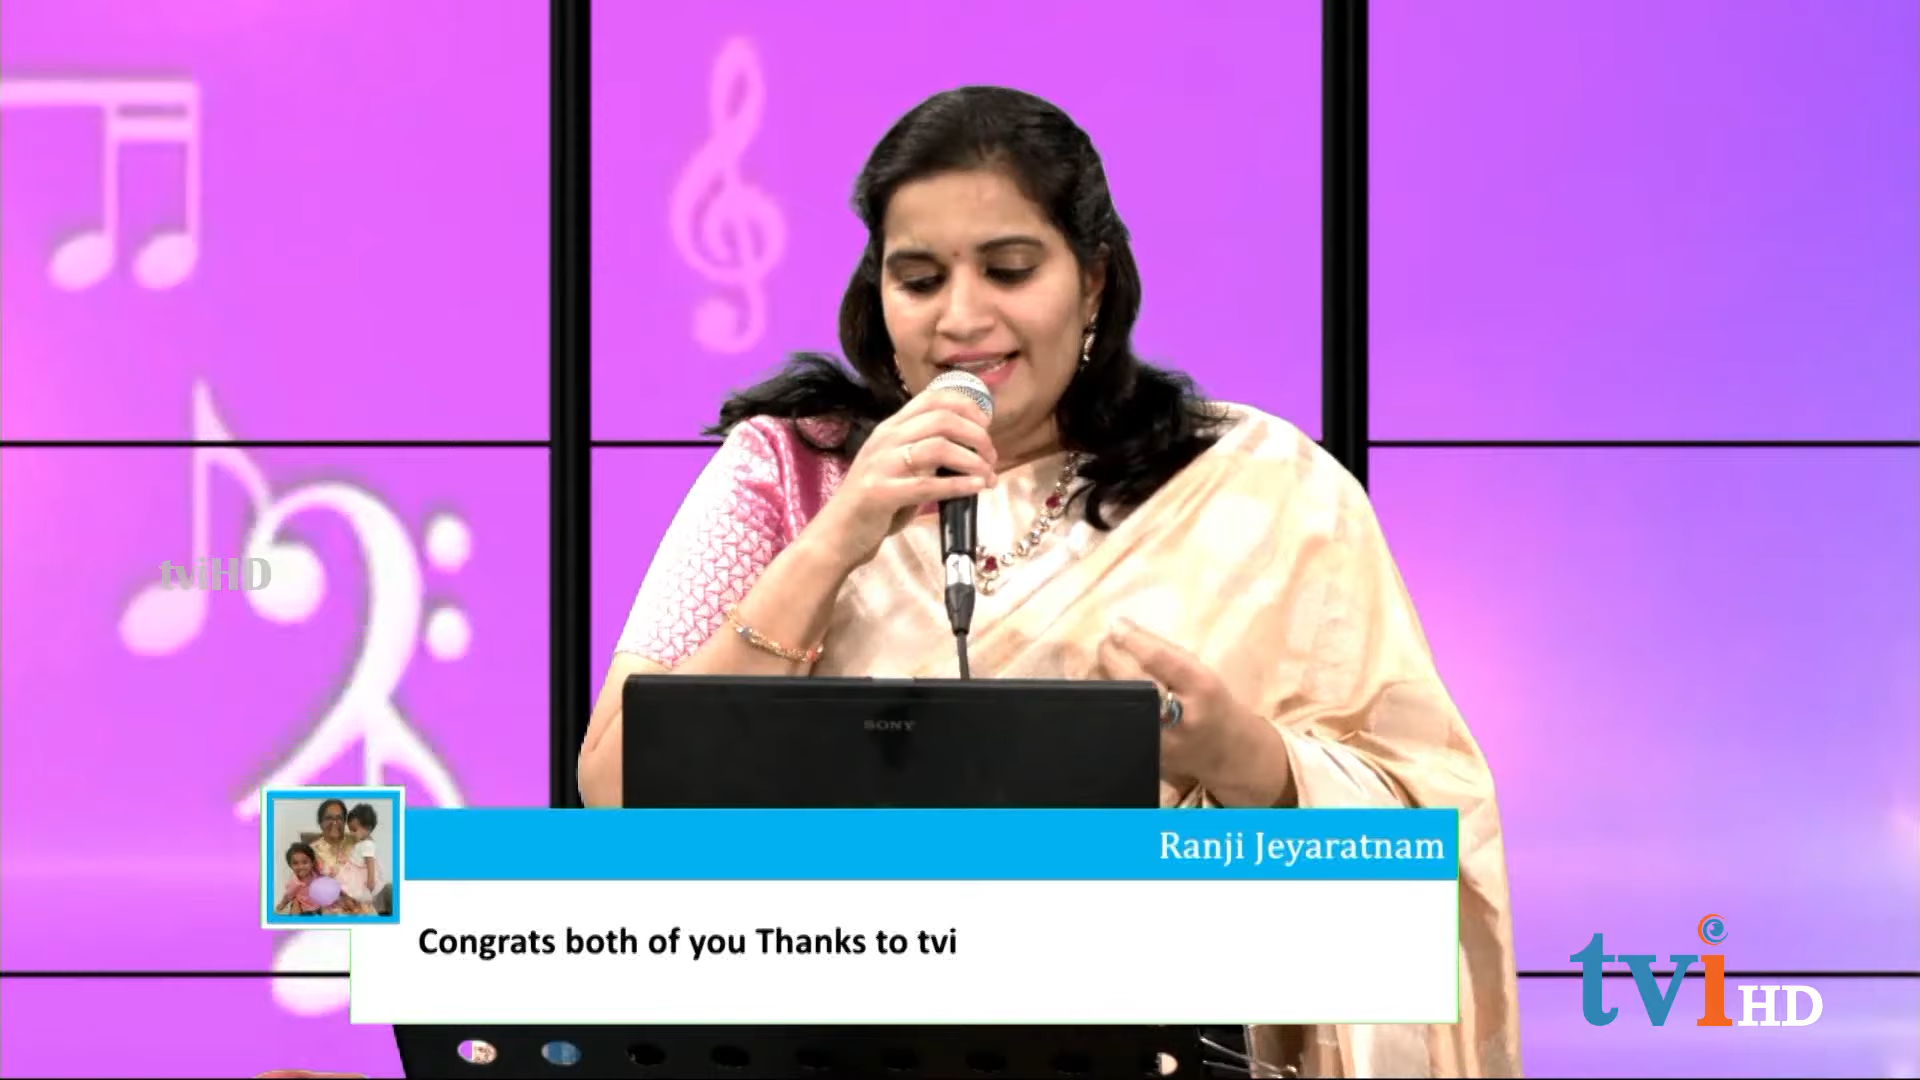 tviHD
SONY
Ranji Jeyaratnam
Congrats both of you Thanks to tvi
tvi HD